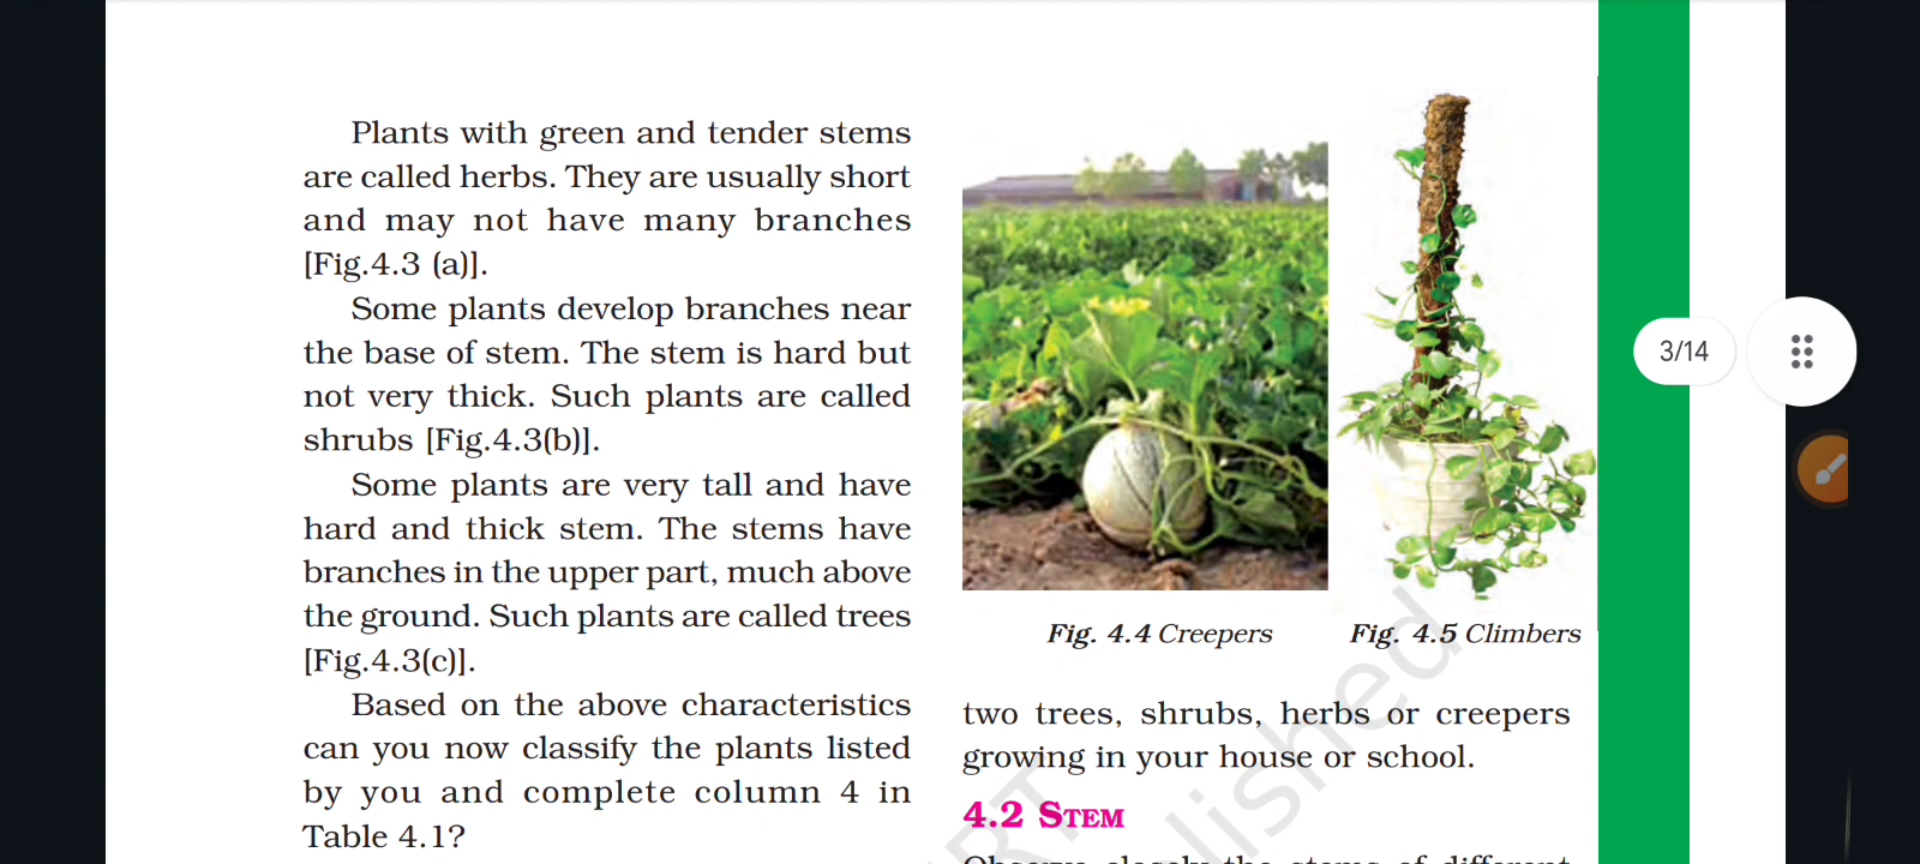 Plants with green and tender stems
are called herbs. They are usually short
and may not have many branches
[Fig.4.3 (a)].
Some plants develop branches near
the base of stem. The stem is hard but
not very thick. Such plants are called
shrubs [Fig.4.3(b)].
Some plants are very tall and have
hard and thick stem. The stems have
branches in the upper part, much above
the ground. Such plants are called trees
[Fig.4.3(c)].
Based on the above characteristics
can you now classify the plants listed
by you and complete column 4 in
Table 4.1?
Fig. 4.4 Creepers
Fig. 4.5 Climbers
two trees, shrubs, herbs or creepers
growing in your house or school.
4.2 STEM
Observe closely the stems of different
3/14